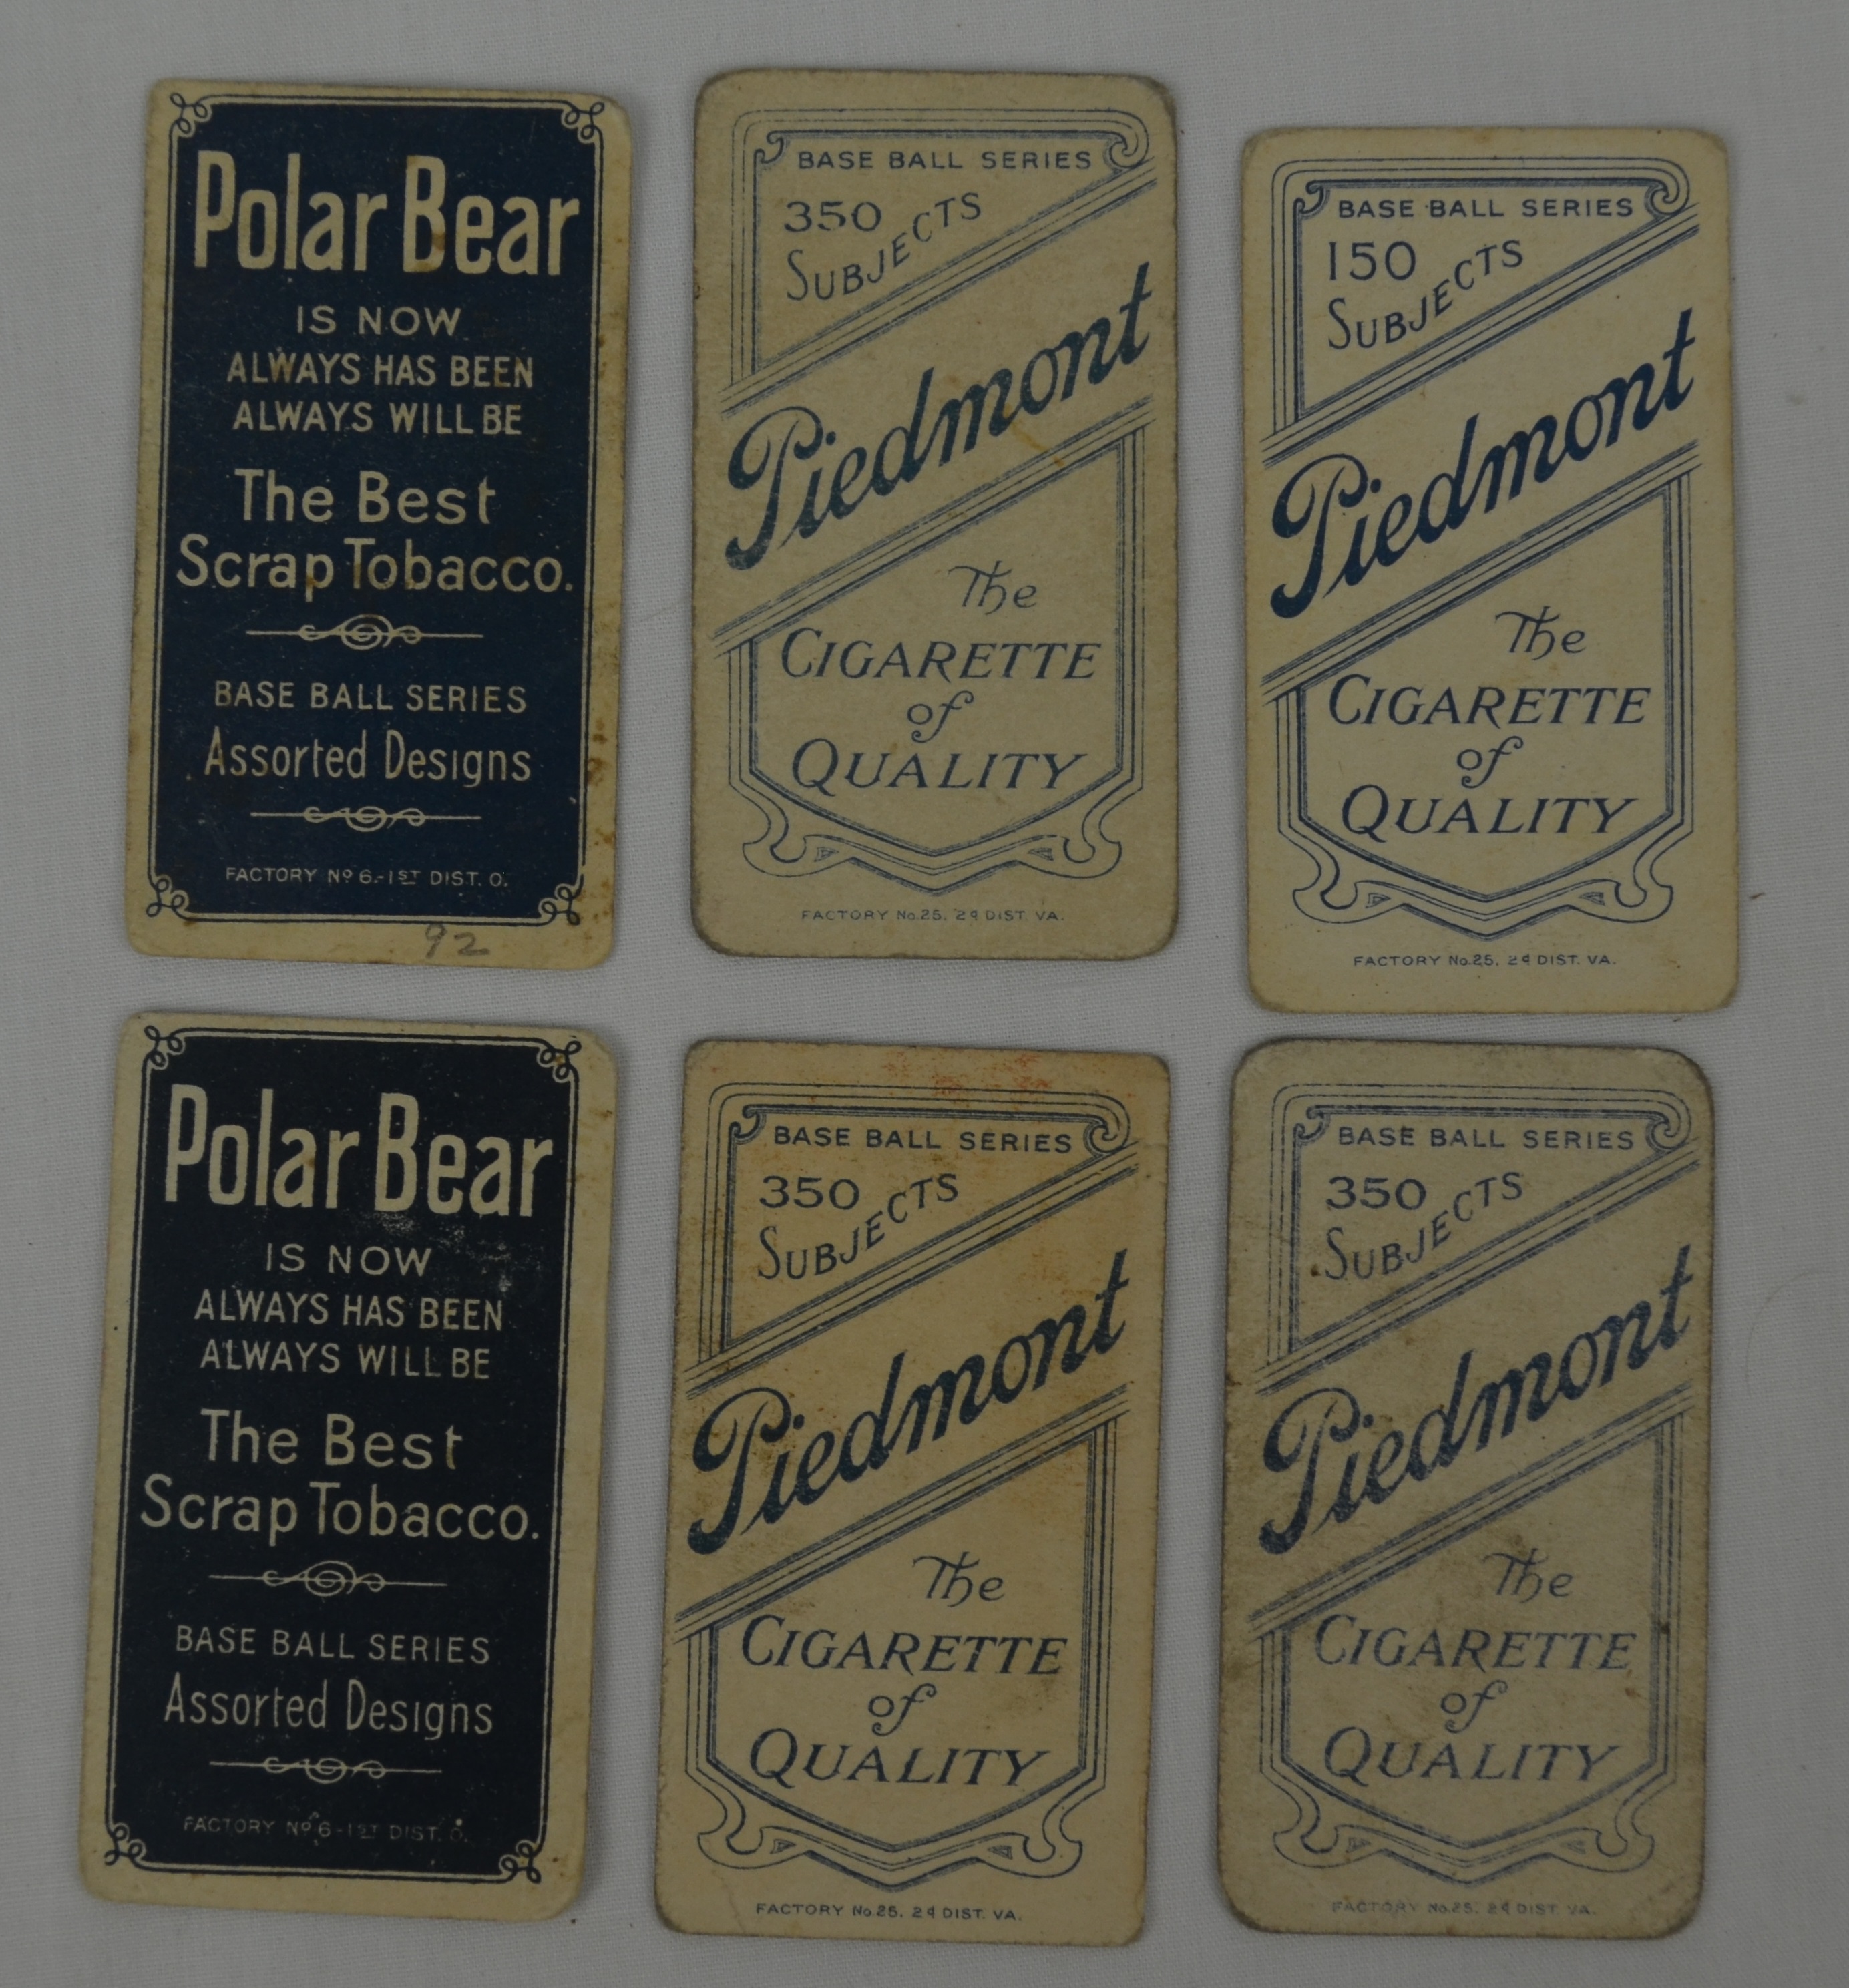 Polar Bear
IS NOW
ALWAYS HAS BEEN
ALWAYS WILL BE
The Best
Scrap Tobacco.
BASE BALL SERIES
Assorted Designs
FACTORY Nº 6.-1ST DIST. O.
92
BASE BALL SERIES
350
SUBJECTS
Piedmont
The
CIGARETTE
of
QUALITY
FACTORY No.25, 2d DIST. VA.
BASE BALL SERIES
150
SUBJECTS
Piedmont
The
CIGARETTE
of
QUALITY
FACTORY No.25, 2d DIST. VA.
Polar Bear
IS NOW
ALWAYS HAS BEEN
ALWAYS WILL BE
The Best
Scrap Tobacco.
BASE BALL SERIES
Assorted Designs
FACTORY Nº 6-1ST DIST. O.
BASE BALL SERIES
350
SUBJECTS
Piedmont
The
CIGARETTE
of
QUALITY
FACTORY No.25, 2d DIST. VA.
BASE BALL SERIES
350
SUBJECTS
Piedmont
The
CIGARETTE
of
QUALITY
FACTORY No.25, 2d DIST. VA.